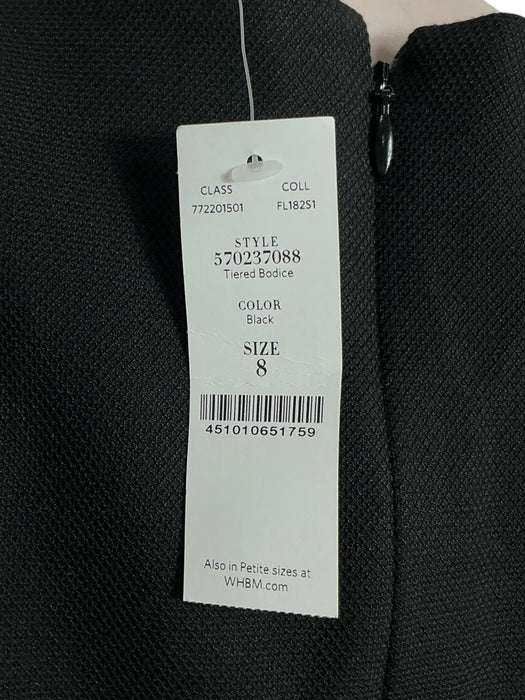 CLASS COLL
772201501 FL182S1
STYLE
570237088
Tiered Bodice
COLOR
Black
SIZE
8
451010651759
Also in Petite sizes at
WHBM.com